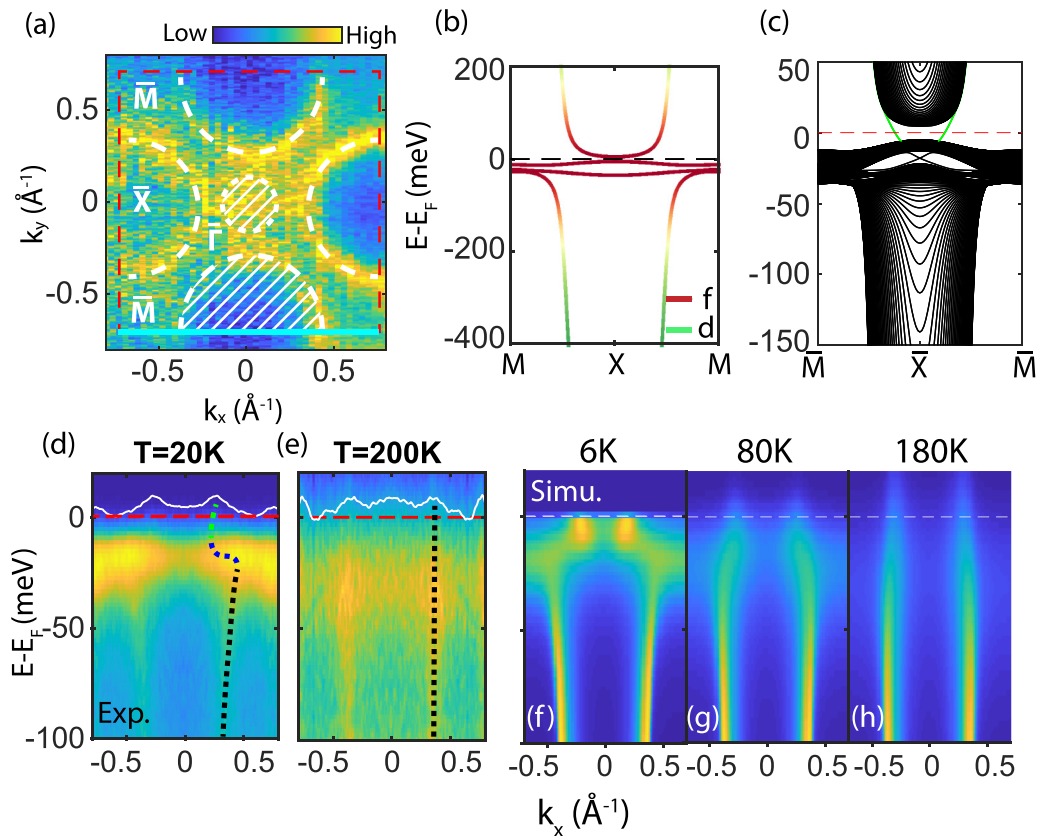 (a)
Low High
M̅
X̅
Γ̅
M̅
0.5
0
-0.5
k_y (Å⁻¹)
-0.5 0 0.5
k_x (Å⁻¹)
(b)
200
0
-200
-400
E-E_F (meV)
f
d
M X M
(c)
50
0
-50
-100
-150
M̅ X̅ M̅
(d)
T=20K
0
-50
-100
E-E_F (meV)
Exp.
-0.5 0 0.5
(e)
T=200K
-0.5 0 0.5
6K 80K 180K
Simu.
(f) (g) (h)
-0.5 0 0.5 -0.5 0 0.5 -0.5 0 0.5
k_x (Å⁻¹)